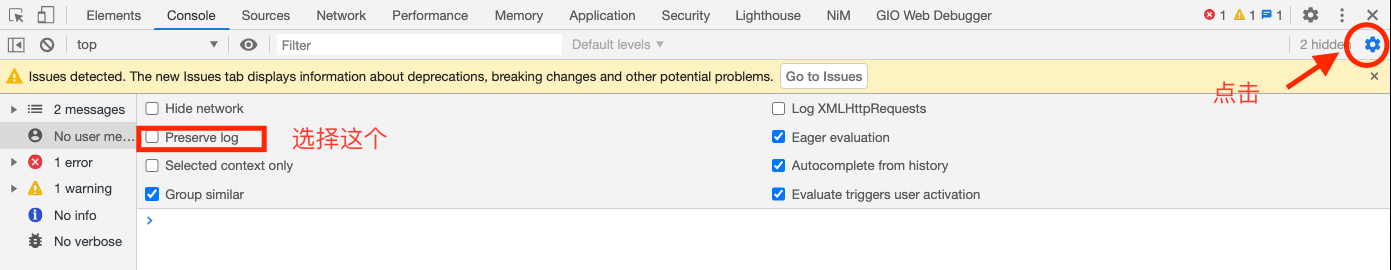 Elements Console Sources Network Performance Memory Application Security Lighthouse NiM GIO Web Debugger 1 1 1
top Filter Default levels 2 hidden
Issues detected. The new Issues tab displays information about deprecations, breaking changes and other potential problems. Go to Issues
点击
2 messages
No user me...
1 error
1 warning
No info
No verbose
Hide network
Preserve log 选择这个
Selected context only
Group similar
Log XMLHttpRequests
Eager evaluation
Autocomplete from history
Evaluate triggers user activation